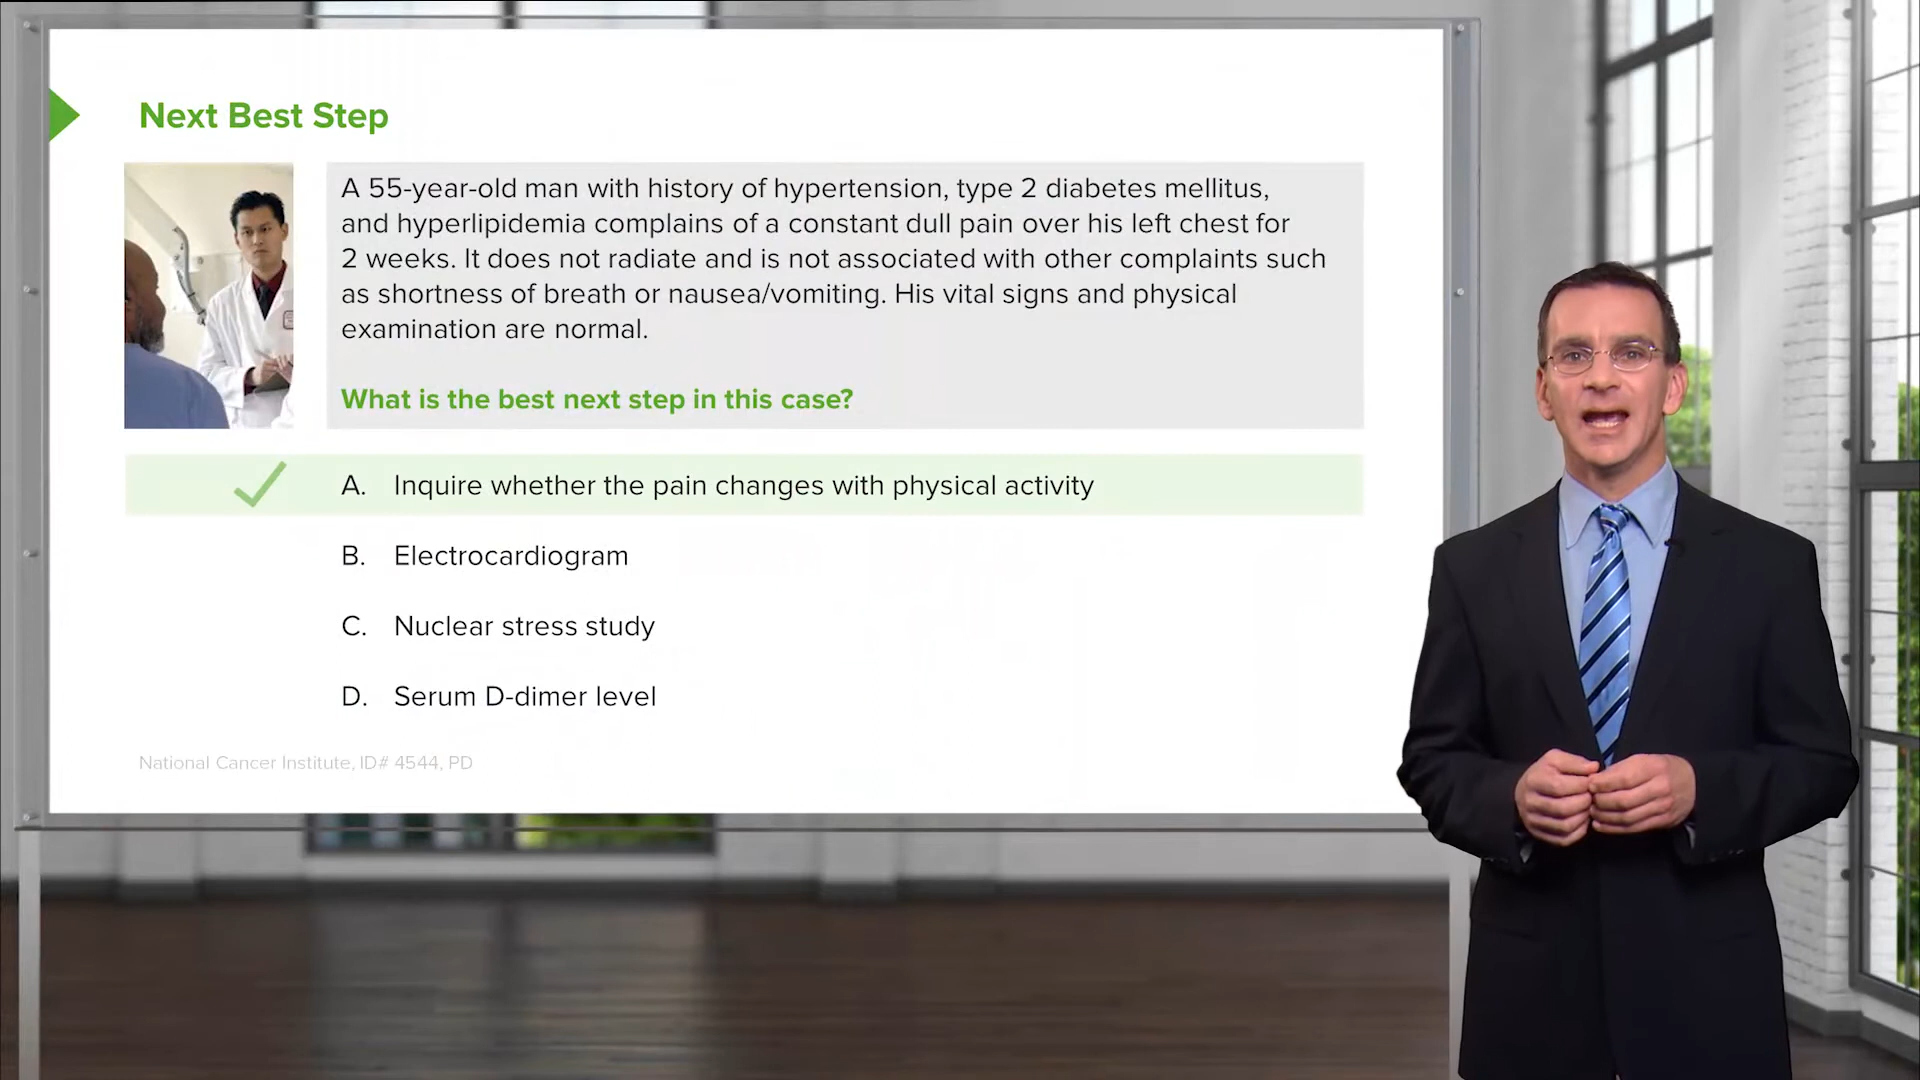 Next Best Step
A 55-year-old man with history of hypertension, type 2 diabetes mellitus,
and hyperlipidemia complains of a constant dull pain over his left chest for
2 weeks. It does not radiate and is not associated with other complaints such
as shortness of breath or nausea/vomiting. His vital signs and physical
examination are normal.
What is the best next step in this case?
A. Inquire whether the pain changes with physical activity
B. Electrocardiogram
C. Nuclear stress study
D. Serum D-dimer level
National Cancer Institute, ID# 4544, PD